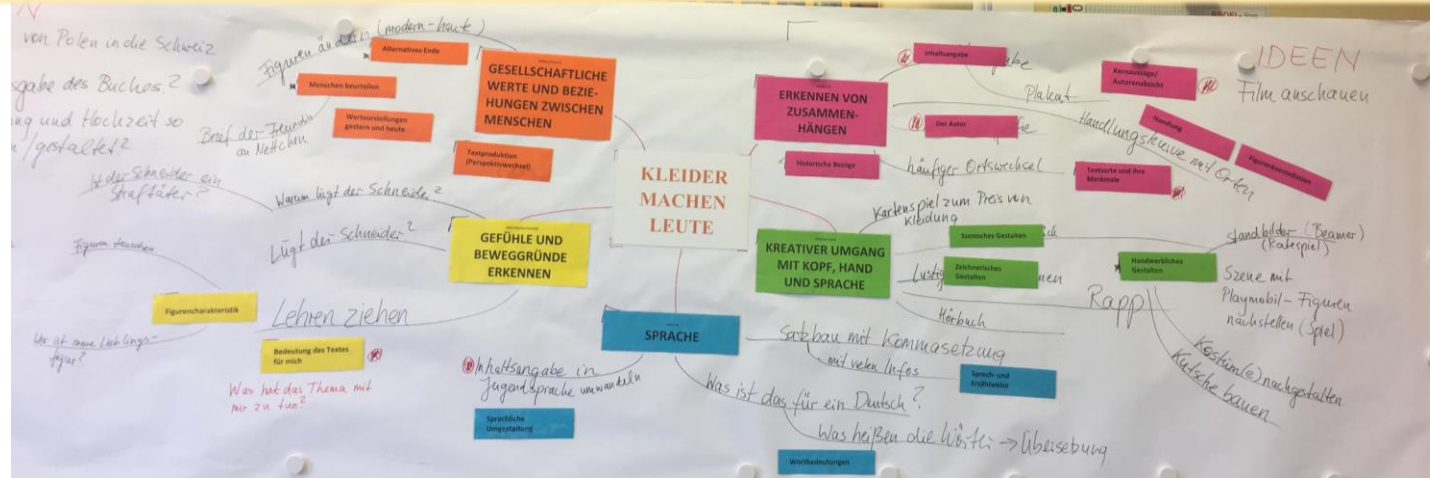 von Polen in die Schweiz
gabe des Buches?
ng und Hochzeit so
/gestaltet?
Figuren ändern (modern-heute)
Alternatives Ende
Menschen beurteilen
Wertvorstellungen
gestern und heute
Brief der Freundin
an Nettchen
GESELLSCHAFTLICHE
WERTE UND BEZIE-
HUNGEN ZWISCHEN
MENSCHEN
Textproduktion
(Perspektivwechsel)
Ist der Schneider ein
Straftäter?
Warum lügt der Schneider?
Lügt der Schneider?
GEFÜHLE UND
BEWEGGRÜNDE
ERKENNEN
Figuren
Figurencharakteristik
Wer ist meine Lieblings-
figur?
Lehren ziehen
Bedeutung des Textes
für mich
Was hat das Thema mit
mir zu tun?
KLEIDER
MACHEN
LEUTE
SPRACHE
Inhaltsangabe in
Jugendsprache umwandeln
Sprachliche
Umgestaltung
Satzbau mit Kommasetzung
mit vielen Infos
Sprech- und
Erzählweise
Was ist das für ein Deutsch?
Was heißen die → Übersetzung
Wortbedeutungen
ERKENNEN VON
ZUSAMMEN-
HÄNGEN
Inhaltsangabe
Plakat
Kernaussage/
Autorenabsicht
Der Autor
Handlungskurve mit Orten
Handlung
Figurenkonstellation
Historische Bezüge
häufiger Ortswechsel
Textsorte und ihre
Merkmale
IDEEN
Film anschauen
KREATIVER UMGANG
MIT KOPF, HAND
UND SPRACHE
Kartenspiel zum Preis von
Kleidung
Szenisches Gestalten
Zeichnerisches
Gestalten
Hörbuch
Rapp
Handwerkliches
Gestalten
Standbilder (Beamer)
(Ratespiel)
Szene mit
Playmobil-Figuren
nachstellen (Spiel)
Kostüm(e) nachgestalten
Kutsche bauen